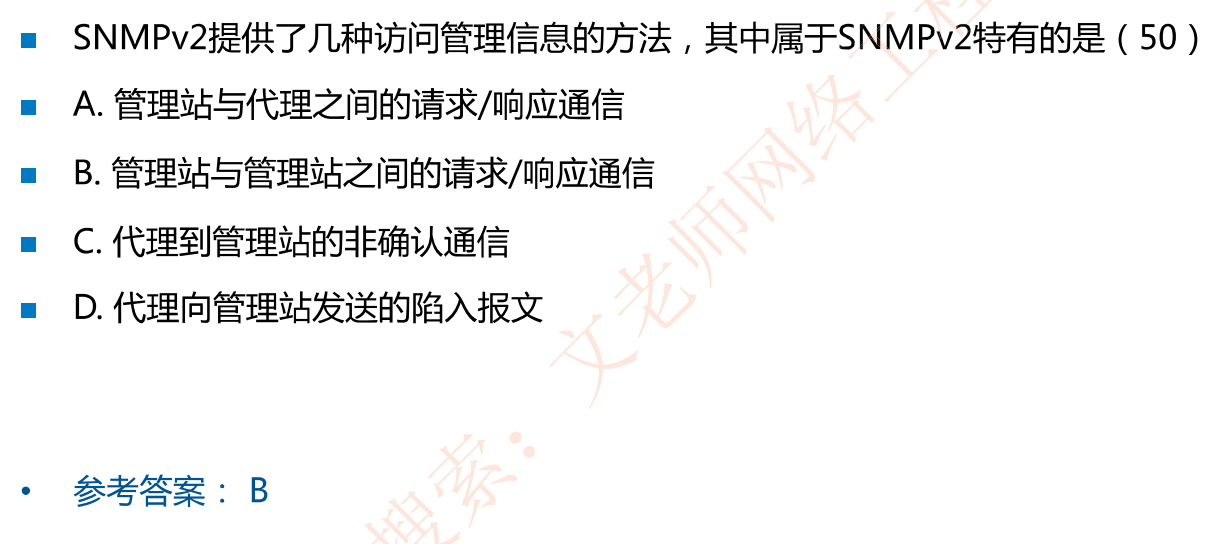 SNMPv2提供了几种访问管理信息的方法，其中属于SNMPv2特有的是（50）
A. 管理站与代理之间的请求/响应通信
B. 管理站与管理站之间的请求/响应通信
C. 代理到管理站的非确认通信
D. 代理向管理站发送的陷入报文
参考答案： B
搜索：文老师网络工程